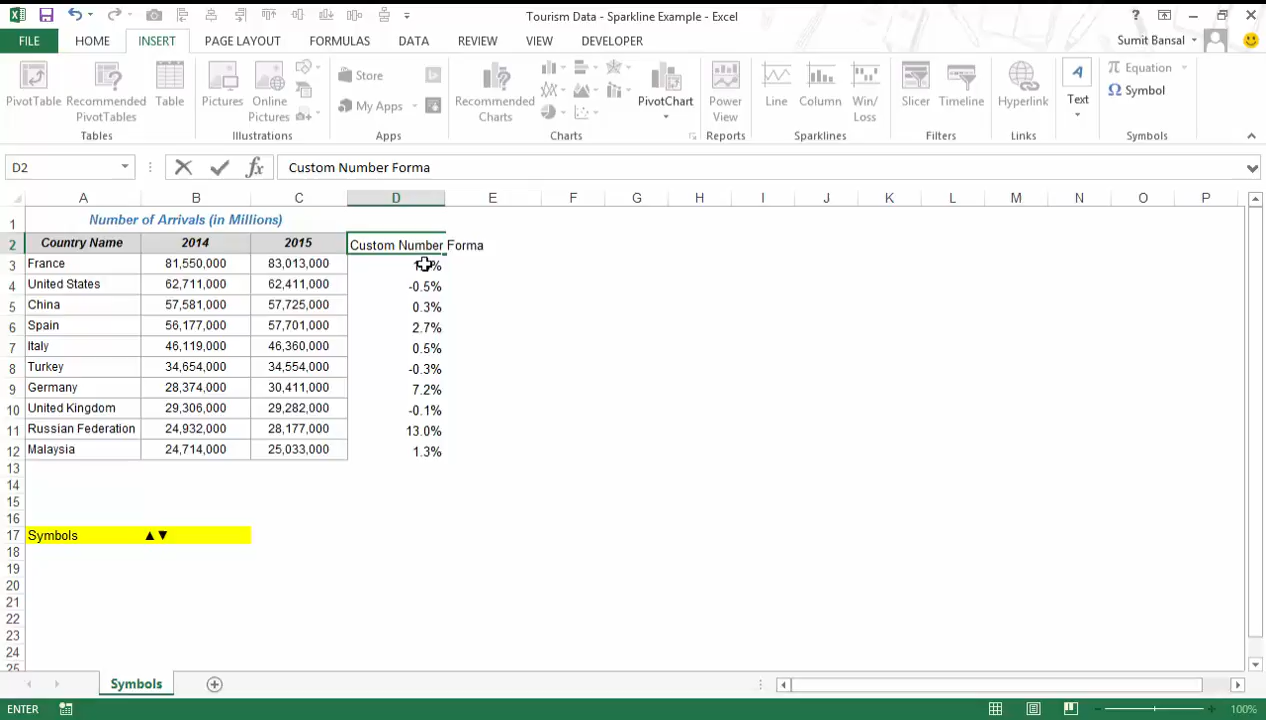 Tourism Data - Sparkline Example - Excel
?
FILE HOME INSERT PAGE LAYOUT FORMULAS DATA REVIEW VIEW DEVELOPER Sumit Bansal
PivotTable
Recommended PivotTables
Table
Tables
Pictures
Online Pictures
Illustrations
Store
My Apps
Apps
Recommended Charts
PivotChart
Charts
Power View
Reports
Line
Column
Win/ Loss
Sparklines
Slicer
Timeline
Filters
Hyperlink
Links
A
Text
π Equation
Ω Symbol
Symbols
D2 fx Custom Number Forma
A B C D E F G H I J K L M N O P
1 Number of Arrivals (in Millions)
2 Country Name 2014 2015 Custom Number Forma
3 France 81,550,000 83,013,000 %
4 United States 62,711,000 62,411,000 -0.5%
5 China 57,581,000 57,725,000 0.3%
6 Spain 56,177,000 57,701,000 2.7%
7 Italy 46,119,000 46,360,000 0.5%
8 Turkey 34,654,000 34,554,000 -0.3%
9 Germany 28,374,000 30,411,000 7.2%
10 United Kingdom 29,306,000 29,282,000 -0.1%
11 Russian Federation 24,932,000 28,177,000 13.0%
12 Malaysia 24,714,000 25,033,000 1.3%
13
14
15
16
17 Symbols ▲▼
18
19
20
21
22
23
24
25
Symbols
ENTER 100%